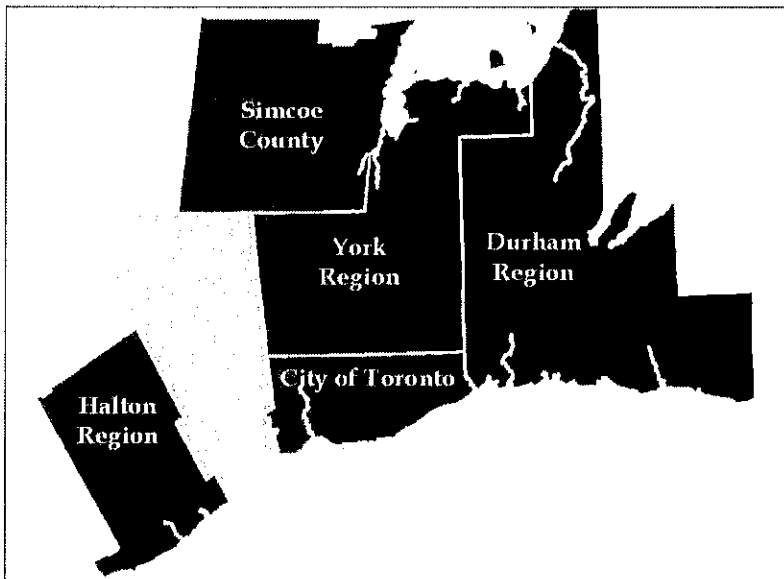 Simcoe
County
York
Region
Durham
Region
City of Toronto
Halton
Region